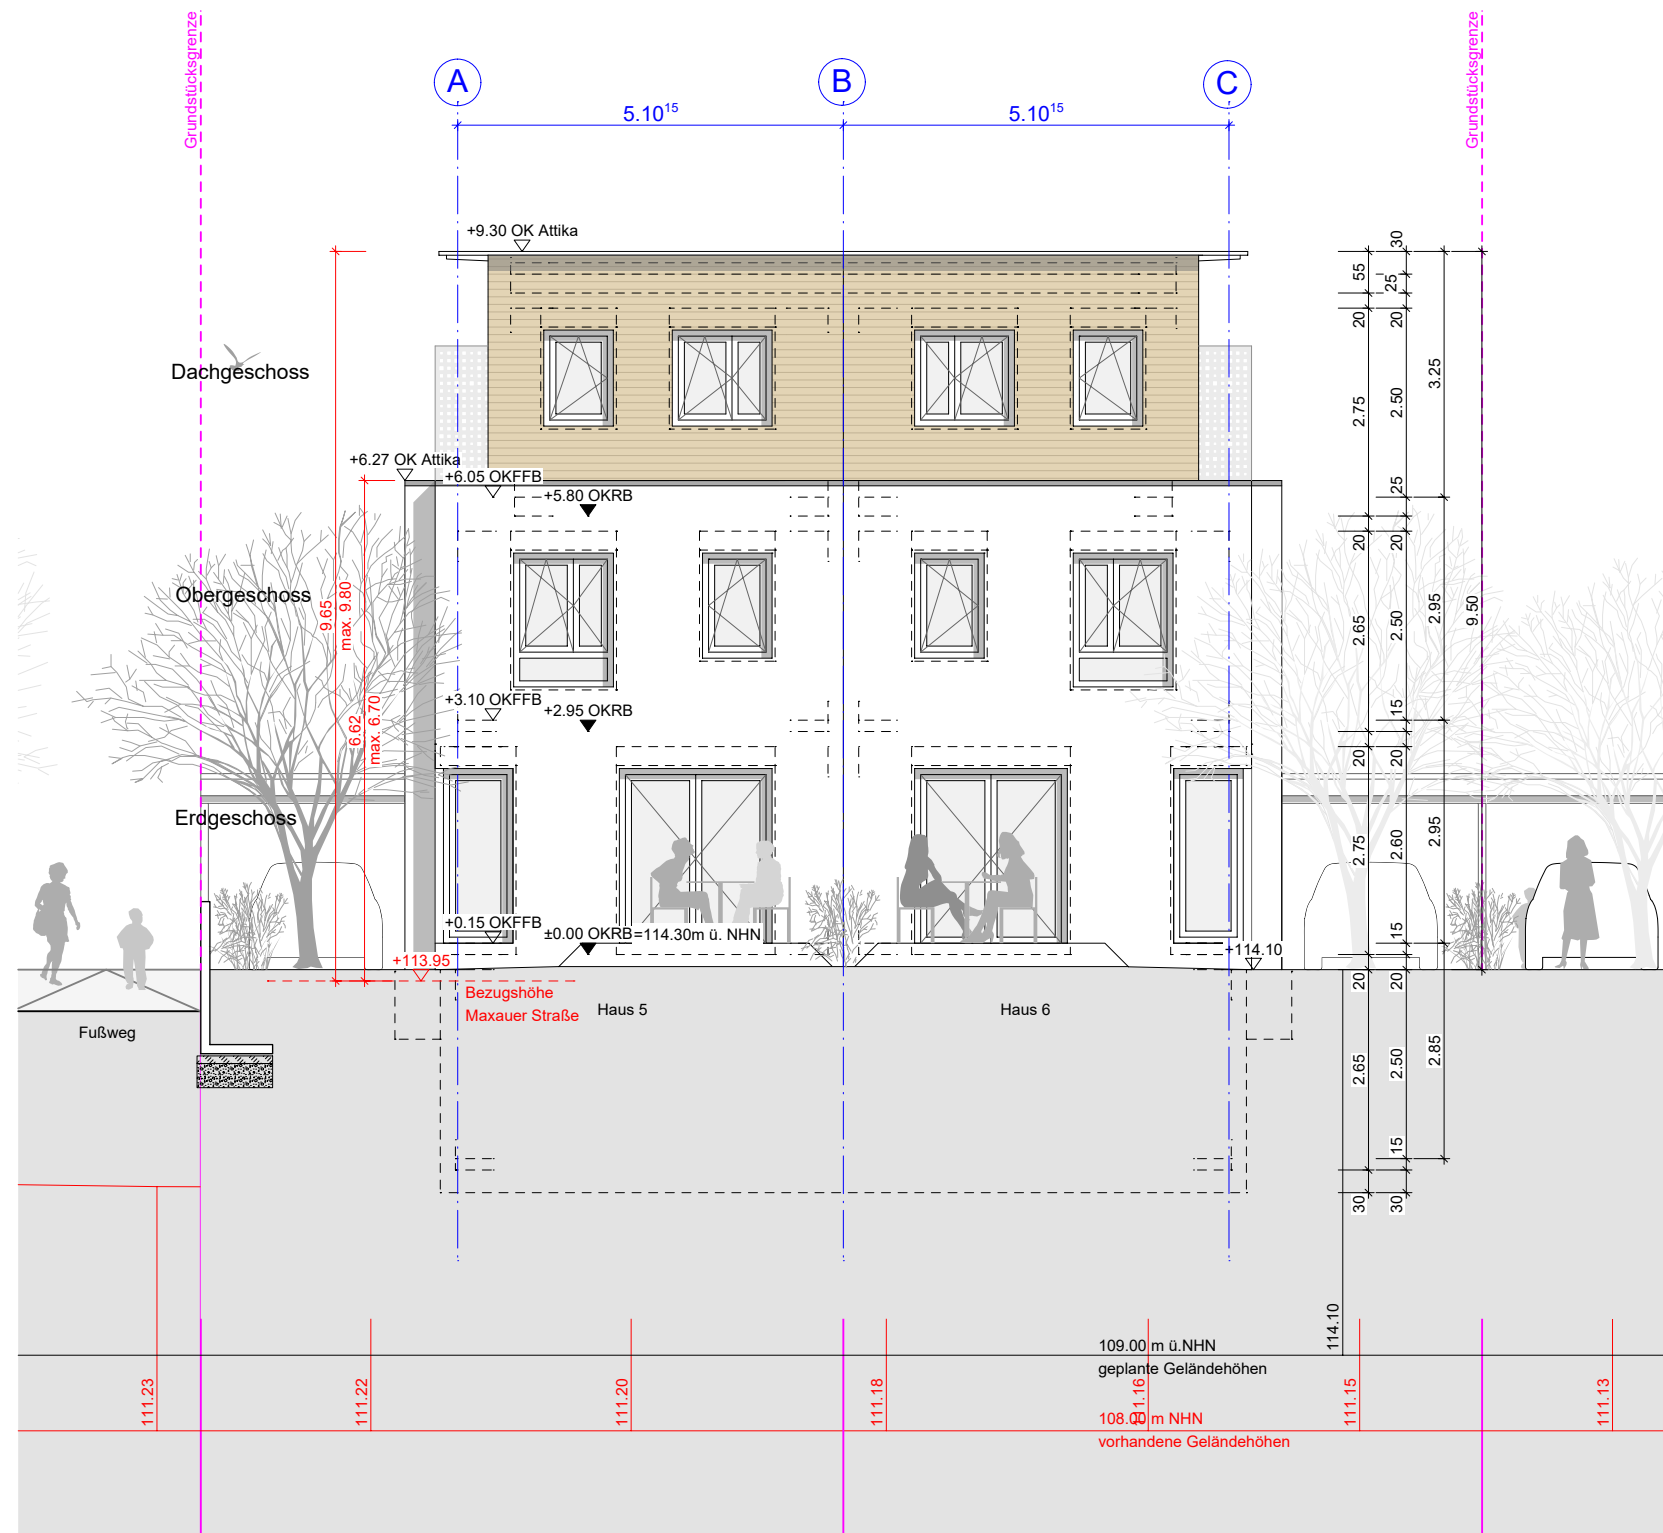 Grundstücksgrenze
Grundstücksgrenze
A
B
C
5.10¹⁵
5.10¹⁵
+9.30 OK Attika
Dachgeschoss
+6.27 OK Attika
+6.05 OKFFB
+5.80 OKRB
Obergeschoss
9.65
max. 9.80
6.62
max. 6.70
+3.10 OKFFB
+2.95 OKRB
Erdgeschoss
+0.15 OKFFB
±0.00 OKRB=114.30m ü. NHN
+113.95
+114.10
Bezugshöhe
Maxauer Straße
Haus 5
Haus 6
Fußweg
55
20
2.75
20
2.65
20
2.75
20
2.65
30
30
25
20
2.50
25
20
2.50
15
20
2.60
15
20
2.50
15
30
3.25
2.95
2.95
2.85
9.50
114.10
109.00 m ü.NHN
geplante Geländehöhen
111.23
111.22
111.20
111.18
111.16
111.15
111.13
108.00 m NHN
vorhandene Geländehöhen